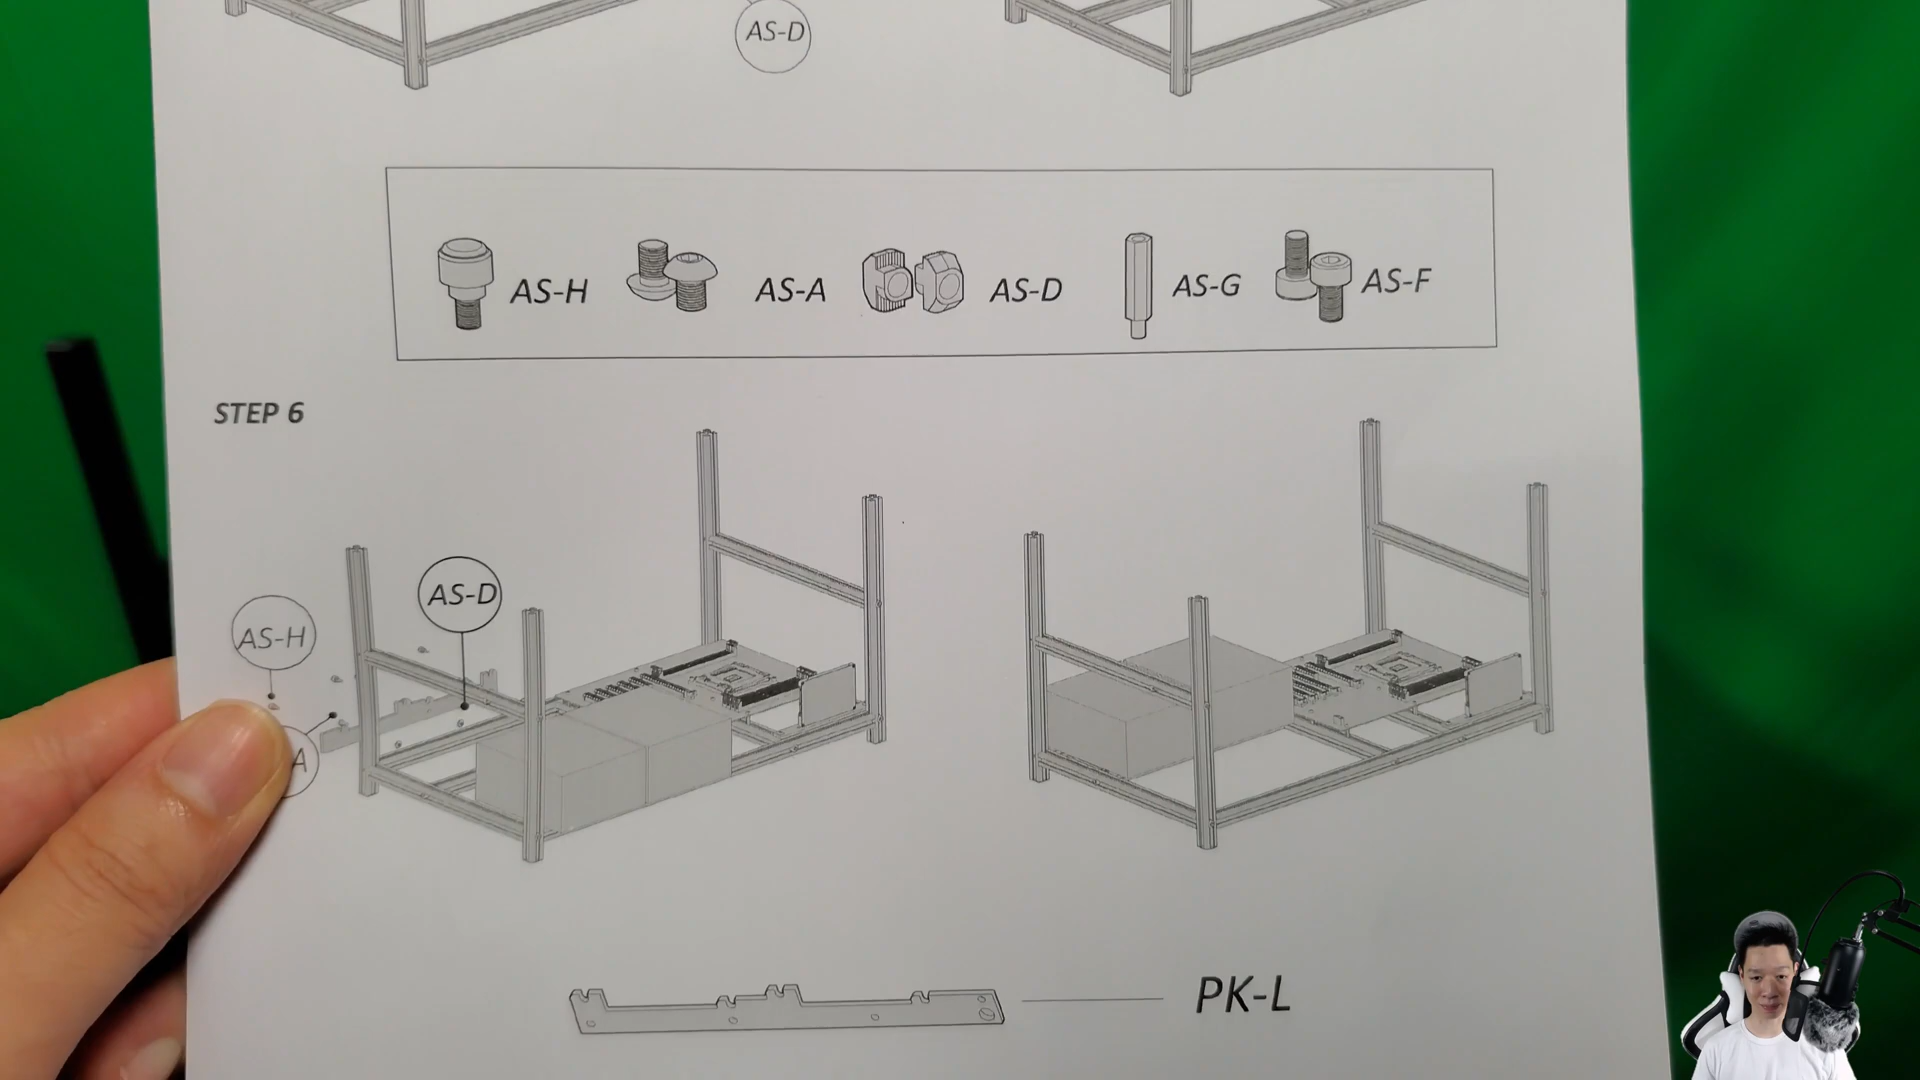 AS-D
AS-H
AS-A
AS-D
AS-G
AS-F
STEP 6
AS-D
AS-H
A
PK-L